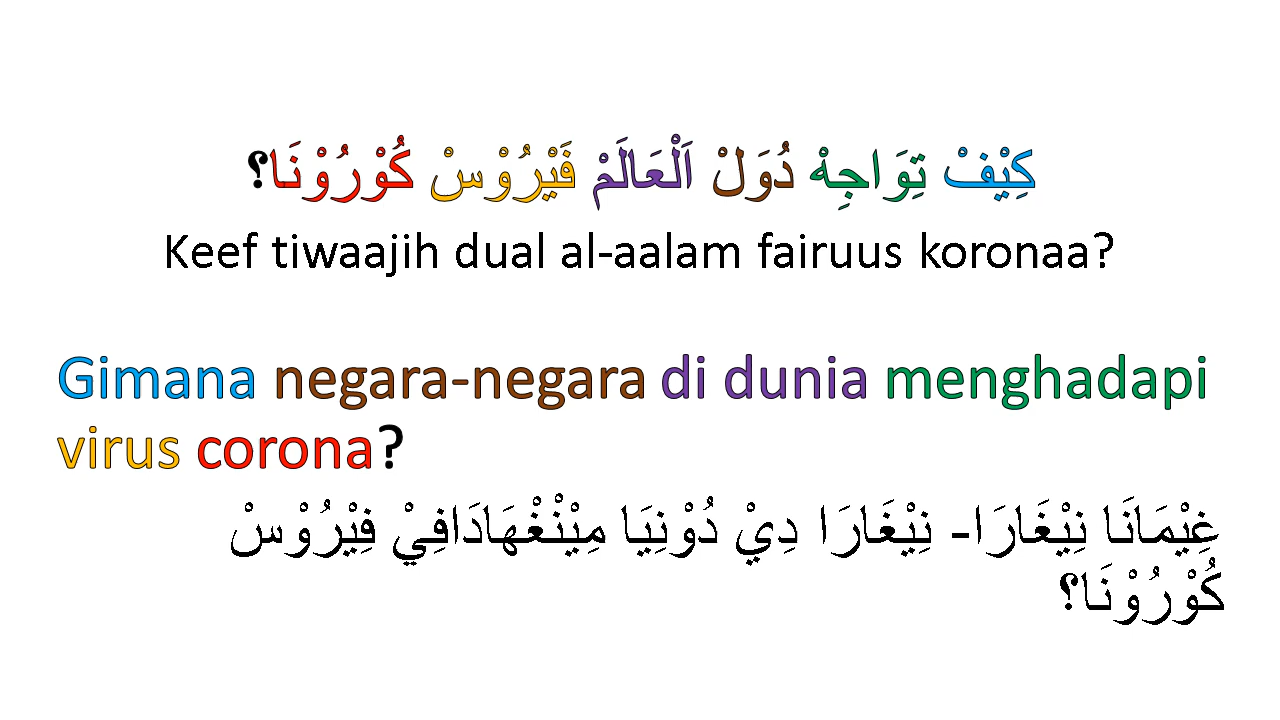 كِيْفْ تِوَاجِهْ دُوَلْ اَلْعَالَمْ فَيْرُوْسْ كُوْرُوْنَا؟
Keef tiwaajih dual al-aalam fairuus koronaa?
Gimana negara-negara di dunia menghadapi
virus corona?
غِيْمَانَا نِيْغَارَا- نِيْغَارَا دِيْ دُوْنِيَا مِيْنْغْهَادَافِيْ فِيْرُوْسْ
كُوْرُوْنَا؟